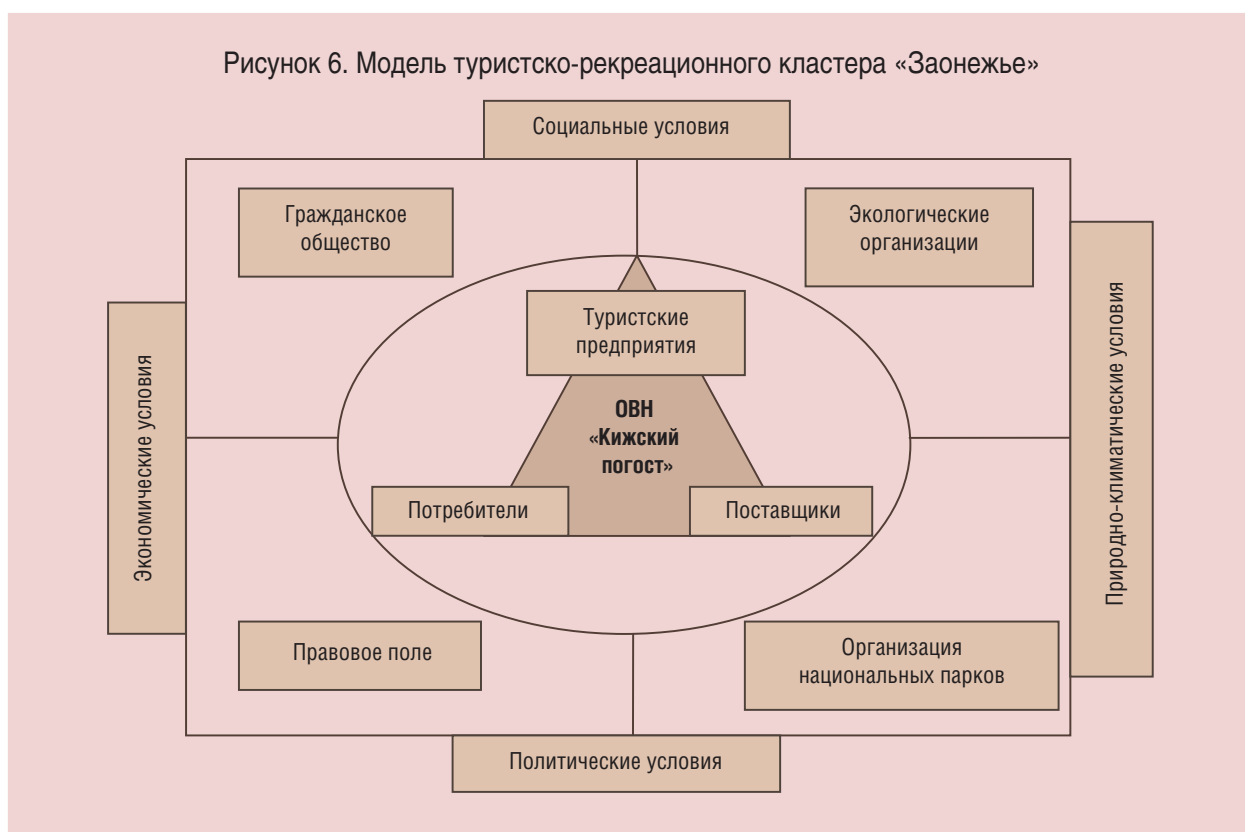 Рисунок 6. Модель туристско-рекреационного кластера «Заонежье»
Социальные условия
Гражданское
общество
Экологические
организации
Туристские
предприятия
Экономические условия
Природно-климатические условия
ОВН
«Кижский
погост»
Потребители
Поставщики
Правовое поле
Организация
национальных парков
Политические условия